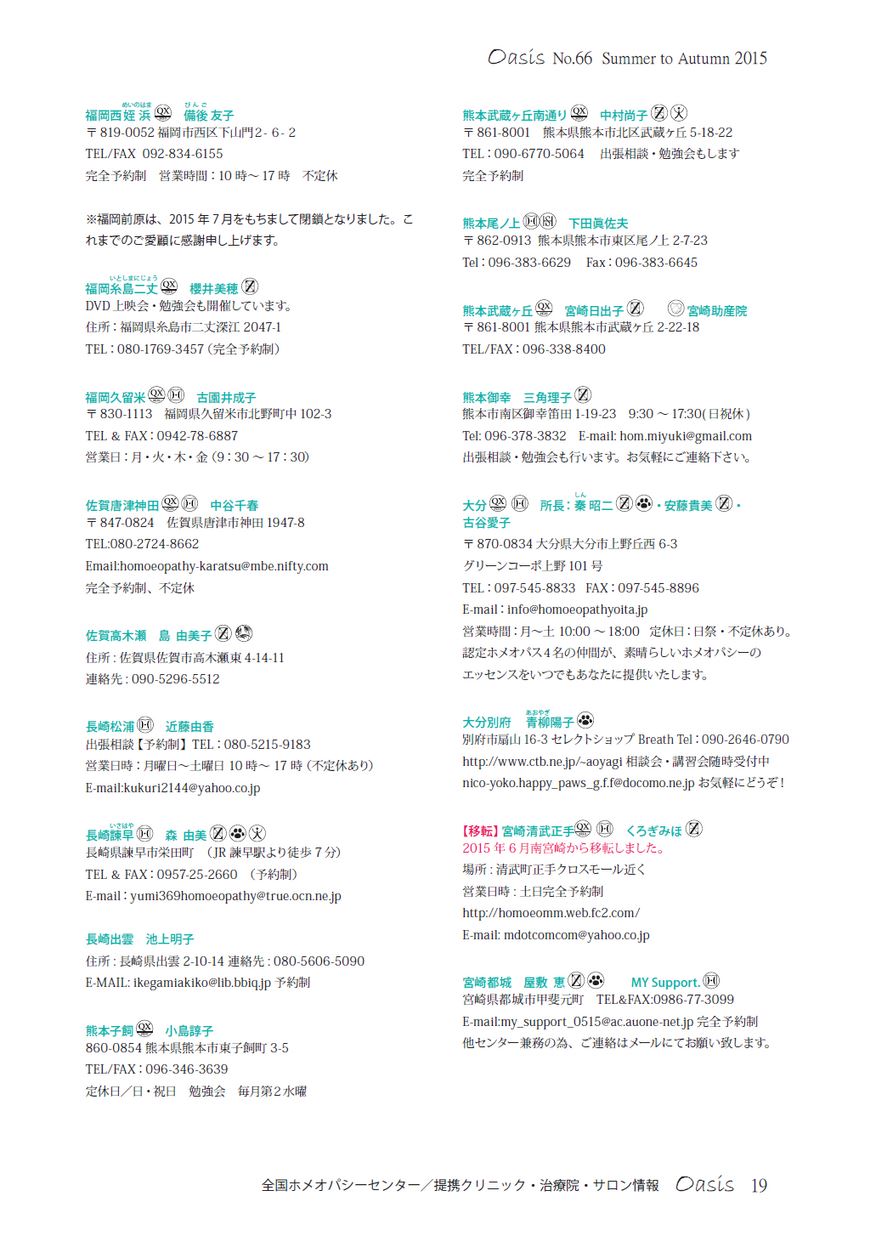 Oasis No.66 Summer to Autumn 2015
福岡西姪浜 QX 備後 友子
めいのはま びんご
〒819-0052 福岡市西区下山門2-6-2
TEL/FAX 092-834-6155
完全予約制 営業時間：10時～17時 不定休
※福岡前原は、2015年7月をもちまして閉鎖となりました。こ
れまでのご愛顧に感謝申し上げます。
いとしまにじょう
福岡糸島二丈 QX 櫻井美穂 Z
DVD上映会・勉強会も開催しています。
住所：福岡県糸島市二丈深江 2047-1
TEL：080-1769-3457（完全予約制）
福岡久留米 QX H 古園井成子
〒830-1113 福岡県久留米市北野町中 102-3
TEL & FAX：0942-78-6887
営業日：月・火・木・金（9：30～17：30）
佐賀唐津神田 QX H 中谷千春
〒847-0824 佐賀県唐津市神田 1947-8
TEL:080-2724-8662
Email:homoeopathy-karatsu@mbe.nifty.com
完全予約制、不定休
佐賀高木瀬 島 由美子 Z
住所：佐賀県佐賀市高木瀬東 4-14-11
連絡先：090-5296-5512
長崎松浦 H 近藤由香
出張相談【予約制】TEL：080-5215-9183
営業日時：月曜日～土曜日 10時～17時（不定休あり）
E-mail:kukuri2144@yahoo.co.jp
いさはや
長崎諫早 H 森 由美 Z
長崎県諫早市栄田町 （JR 諫早駅より徒歩7分）
TEL & FAX：0957-25-2660 （予約制）
E-mail：yumi369homoeopathy@true.ocn.ne.jp
長崎出雲 池上明子
住所：長崎県出雲 2-10-14 連絡先：080-5606-5090
E-MAIL: ikegamiakiko@lib.bbiq.jp 予約制
熊本子飼 QX 小島諄子
860-0854 熊本県熊本市東子飼町 3-5
TEL/FAX：096-346-3639
定休日／日・祝日 勉強会 毎月第2水曜
熊本武蔵ヶ丘南通り QX 中村尚子 Z
〒861-8001 熊本県熊本市北区武蔵ヶ丘 5-18-22
TEL：090-6770-5064 出張相談・勉強会もします
完全予約制
熊本尾ノ上 H 下田眞佐夫
〒862-0913 熊本県熊本市東区尾ノ上 2-7-23
Tel：096-383-6629 Fax：096-383-6645
熊本武蔵ヶ丘 QX 宮崎日出子 Z 宮崎助産院
〒861-8001 熊本県熊本市武蔵ヶ丘 2-22-18
TEL/FAX：096-338-8400
熊本御幸 三角理子 Z
熊本市南区御幸笛田 1-19-23 9:30～17:30(日祝休)
Tel: 096-378-3832 E-mail: hom.miyuki@gmail.com
出張相談・勉強会も行います。お気軽にご連絡下さい。
しん
大分 QX H 所長：秦 昭二 Z・安藤貴美 Z・
古谷愛子
〒870-0834 大分県大分市上野丘西 6-3
グリーンコーポ上野 101号
TEL：097-545-8833 FAX：097-545-8896
E-mail：info@homoeopathyoita.jp
営業時間：月～土 10:00～18:00 定休日：日祭・不定休あり。
認定ホメオパス4名の仲間が、素晴らしいホメオパシーの
エッセンスをいつでもあなたに提供いたします。
あおやぎ
大分別府 青柳陽子
別府市扇山 16-3 セレクトショップ Breath Tel：090-2646-0790
http://www.ctb.ne.jp/~aoyagi 相談会・講習会随時受付中
nico-yoko.happy_paws_g.f.f@docomo.ne.jp お気軽にどうぞ！
【移転】宮崎清武正手 QX H くろぎみほ Z
2015年6月南宮崎から移転しました。
場所：清武町正手クロスモール近く
営業日時：土日完全予約制
http://homoeomm.web.fc2.com/
E-mail: mdotcomcom@yahoo.co.jp
宮崎都城 屋敷 恵 Z MY Support. H
宮崎県都城市甲斐元町 TEL&FAX:0986-77-3099
E-mail:my_support_0515@ac.auone-net.jp 完全予約制
他センター兼務の為、ご連絡はメールにてお願い致します。
全国ホメオパシーセンター／提携クリニック・治療院・サロン情報 Oasis 19